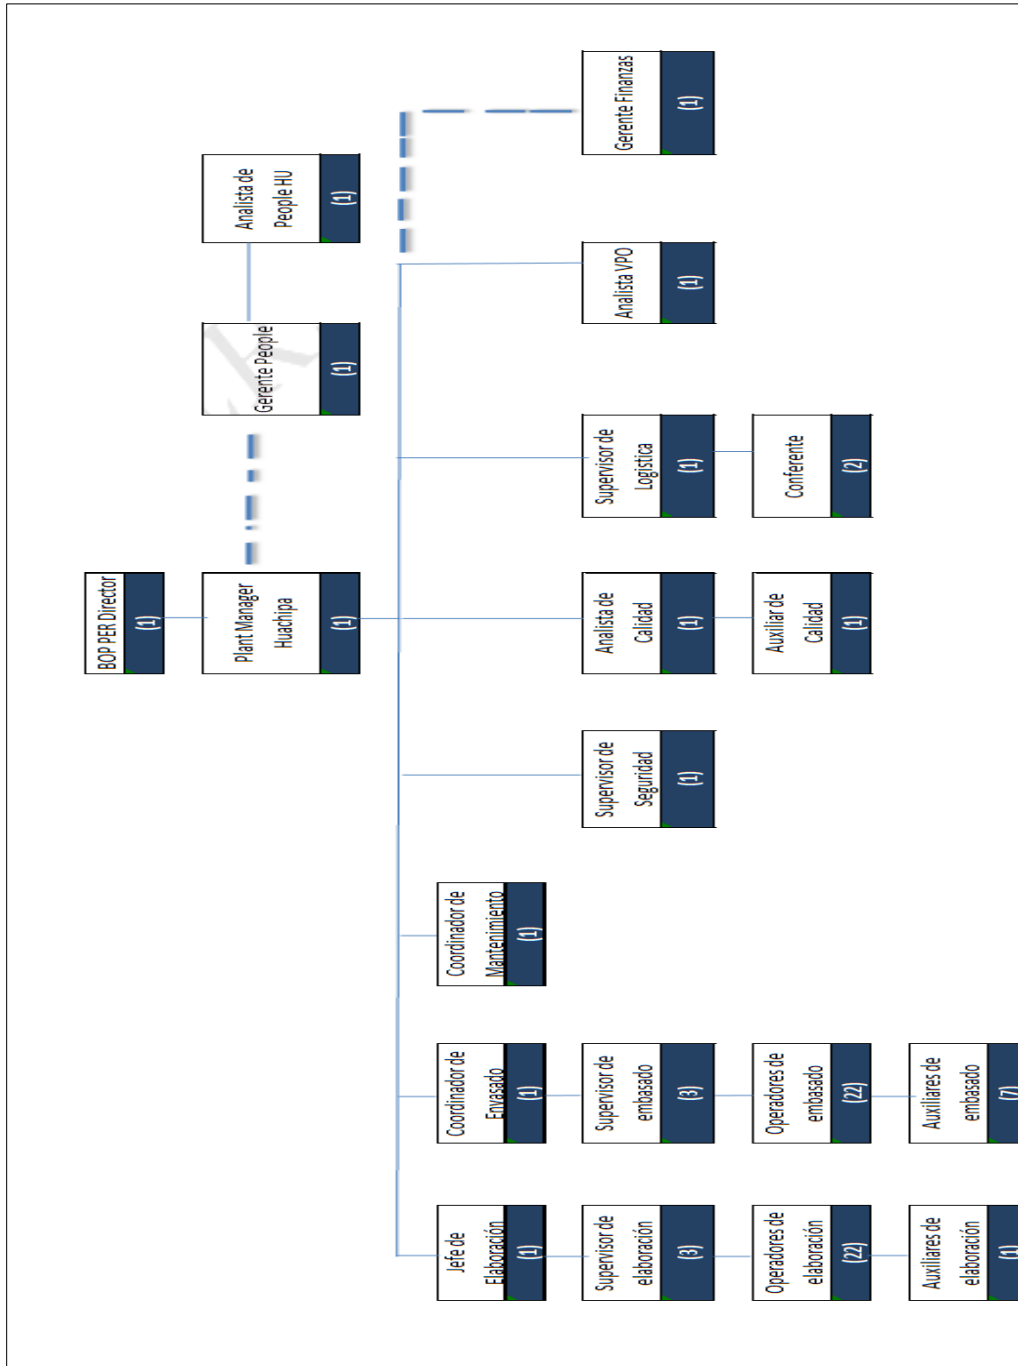 BOP PER Director
(1)
Plant Manager
Huachipa
(1)
Gerente People
(1)
Analista de
People HU
(1)
Jefe de
Elaboración
(1)
Coordinador de
Envasado
(1)
Coordinador de
Mantenimiento
(1)
Supervisor de
elaboración
(3)
Supervisor de
embasado
(3)
Supervisor de
Seguridad
(1)
Analista de
Calidad
(1)
Supervisor de
Logistica
(1)
Analista VPO
(1)
Gerente Finanzas
(1)
Operadores de
elaboración
(22)
Operadores de
embasado
(22)
Auxiliar de
Calidad
(1)
Conferente
(2)
Auxiliares de
elaboración
(1)
Auxiliares de
embasado
(7)